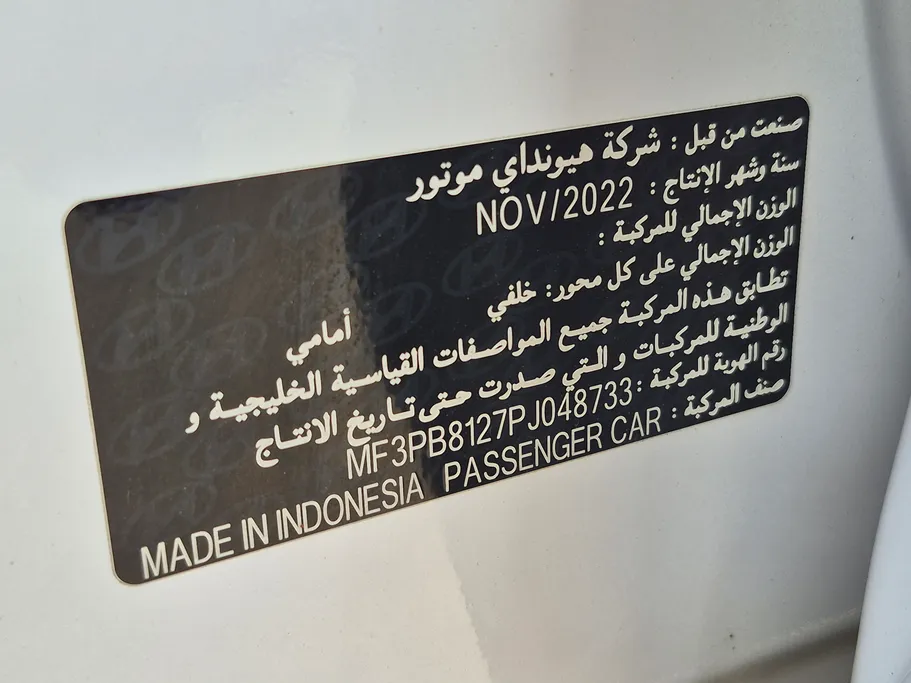 صنعت من قبل : شركة هيونداي موتور
سنة وشهر الإنتاج : NOV/2022
الوزن الإجمالي للمركبة :
الوزن الإجمالي على كل محور: خلفي أمامي
تطابق هذه المركبة جميع المواصفات القياسية الخليجية و
الوطنية للمركبات و التي صدرت حتى تاريخ الانتاج
رقم الهوية للمركبة : MF3PB8127PJ048733
صنف المركبة : PASSENGER CAR MADE IN INDONESIA